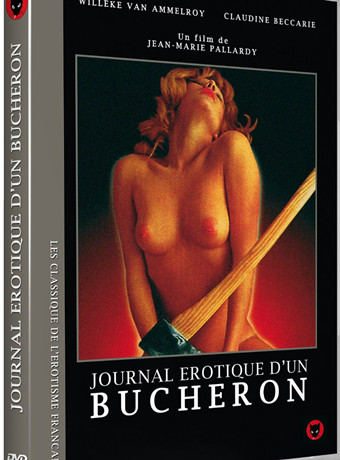 WILLEKE VAN AMMELROY
CLAUDINE BECCARIE
Un film de
JEAN-MARIE PALLARDY
JOURNAL EROTIQUE D'UN
BUCHERON
JOURNAL EROTIQUE D'UN BUCHERON
LES CLASSIQUE DE L'EROTISME FRANCA
DVD